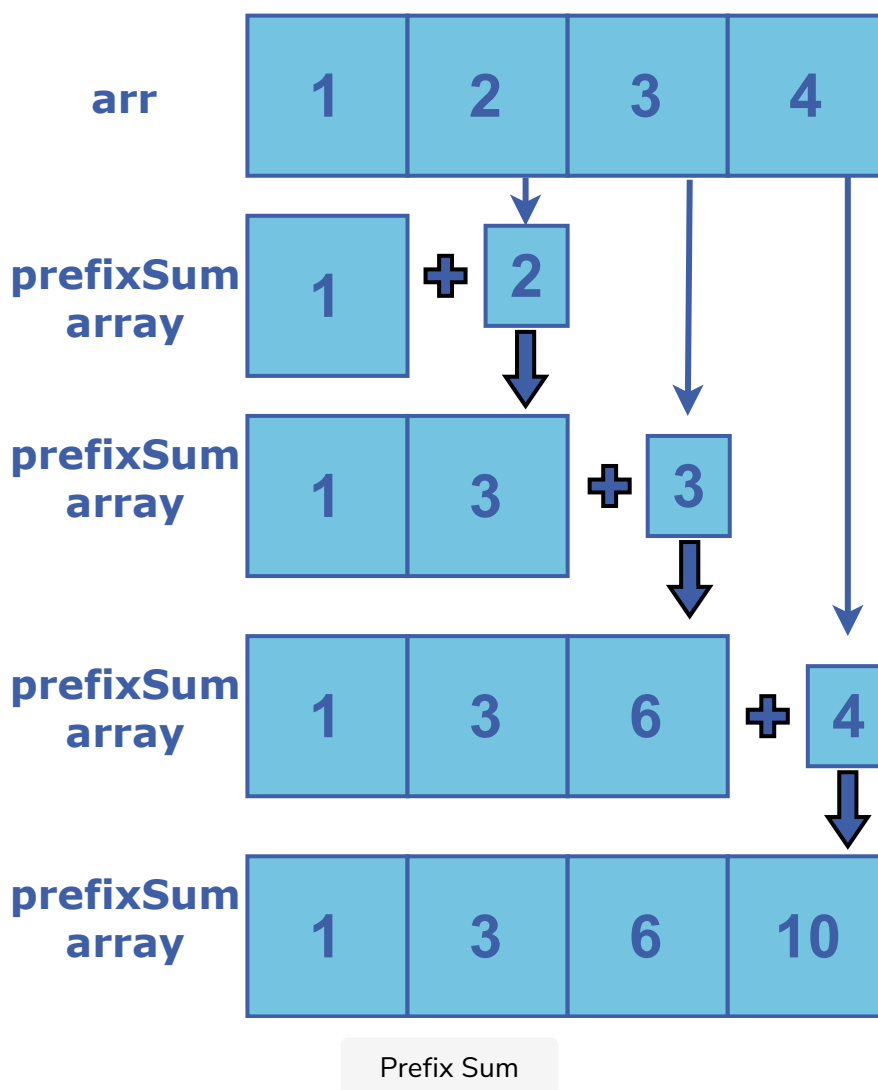 arr 1 2 3 4
prefixSum
array
1 2
prefixSum
array
1 3 3
prefixSum
array
1 3 6 4
prefixSum
array
1 3 6 10
Prefix Sum